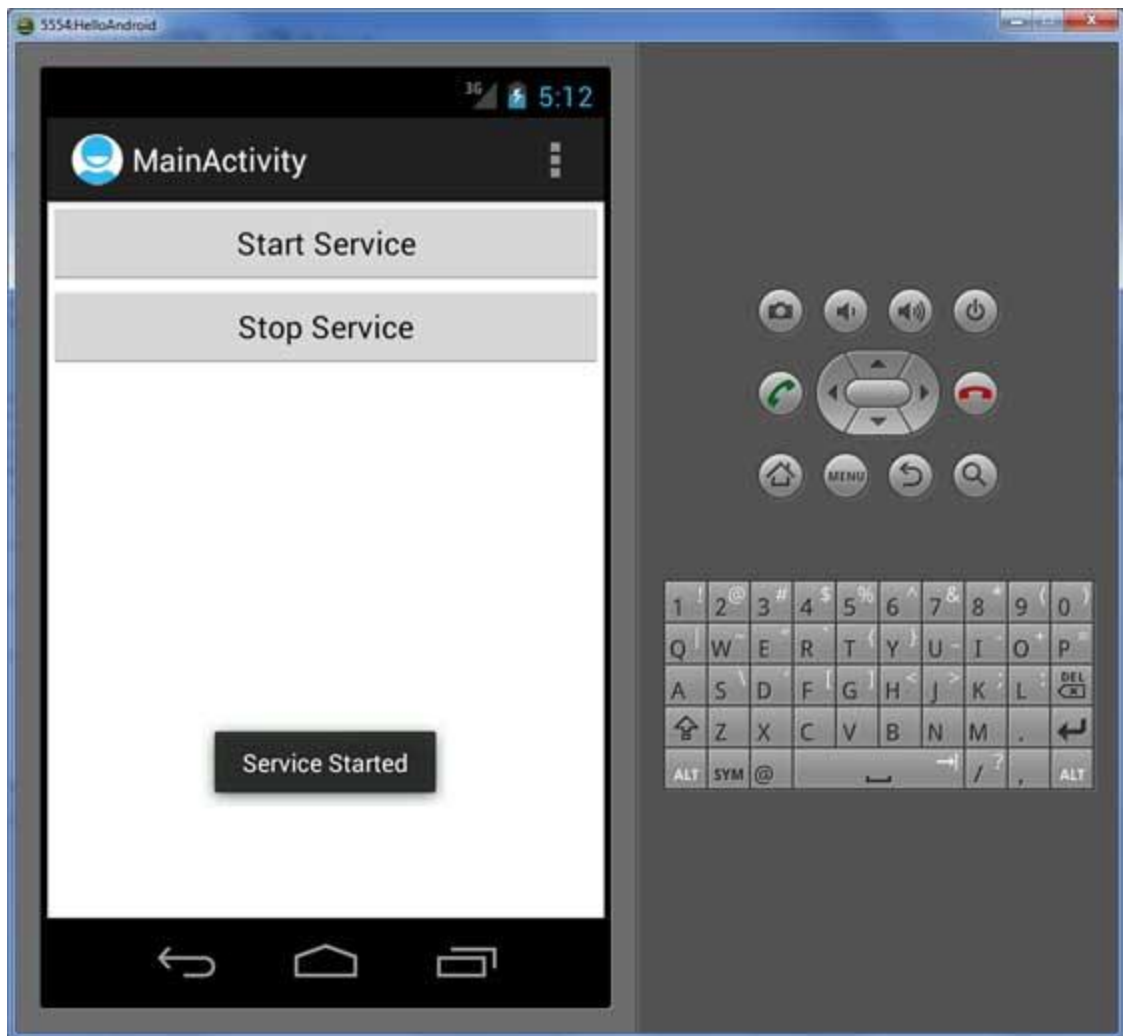 5554:HelloAndroid
3G 5:12
MainActivity
Start Service
Stop Service
Service Started
MENU
1 ! 2 @ 3 # 4 $ 5 % 6 ^ 7 & 8 * 9 ( 0 )
Q | W ~ E " R ` T { Y } U _ I - O + P =
A S \ D ' F [ G ] H < J > K ; L : DEL
Z X C V B N M .
ALT SYM @ / ? , ALT